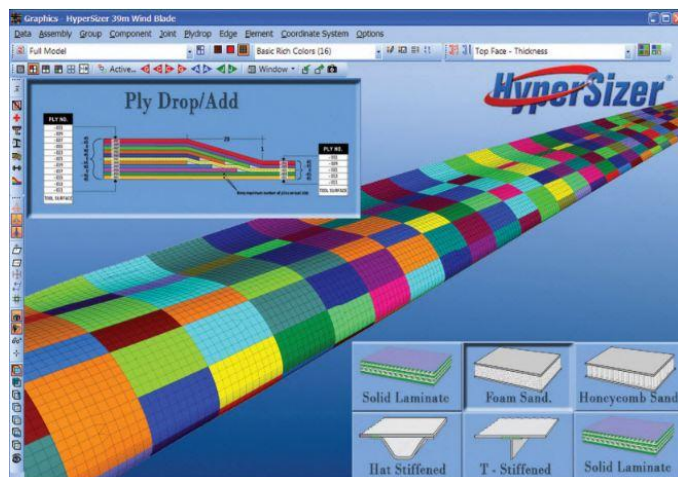 Graphics - HyperSizer 39m Wind Blade
Data Assembly Group Component Joint Plydrop Edge Element Coordinate System Options
Full Model Basic Rich Colors (16) Top Face - Thickness
Active... Window
HyperSizer®
Ply Drop/Add
PLY NO.
20
1
PLY NO.
TOOL SURFACE
TOOL SURFACE
Solid Laminate
Foam Sand.
Honeycomb Sand
Hat Stiffened
T - Stiffened
Solid Laminate